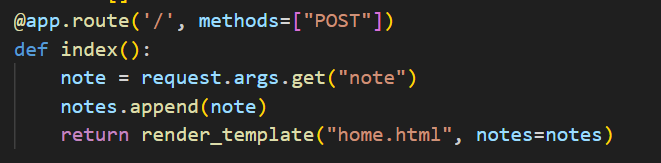 @app.route('/', methods=["POST"])
def index():
    note = request.args.get("note")
    notes.append(note)
    return render_template("home.html", notes=notes)